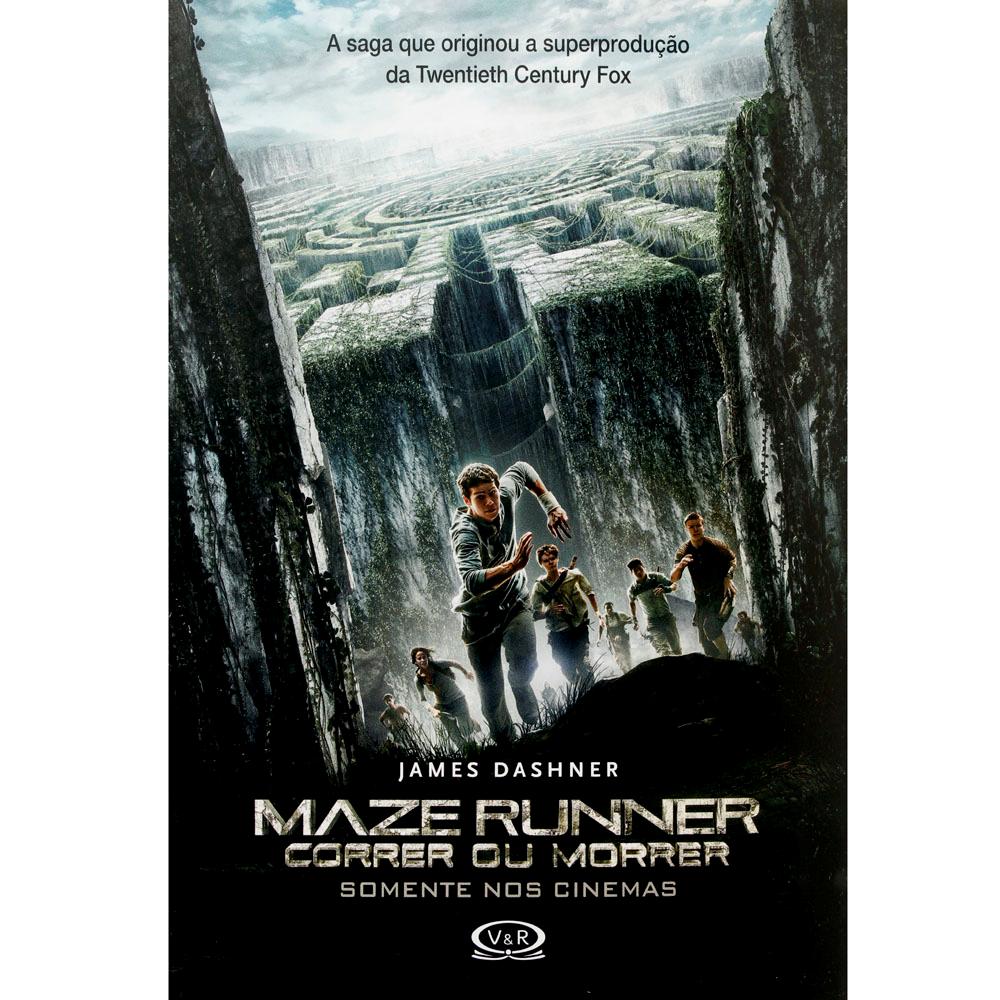 A saga que originou a superprodução
da Twentieth Century Fox
JAMES DASHNER
MAZE RUNNER
CORRER OU MORRER
SOMENTE NOS CINEMAS
V&R